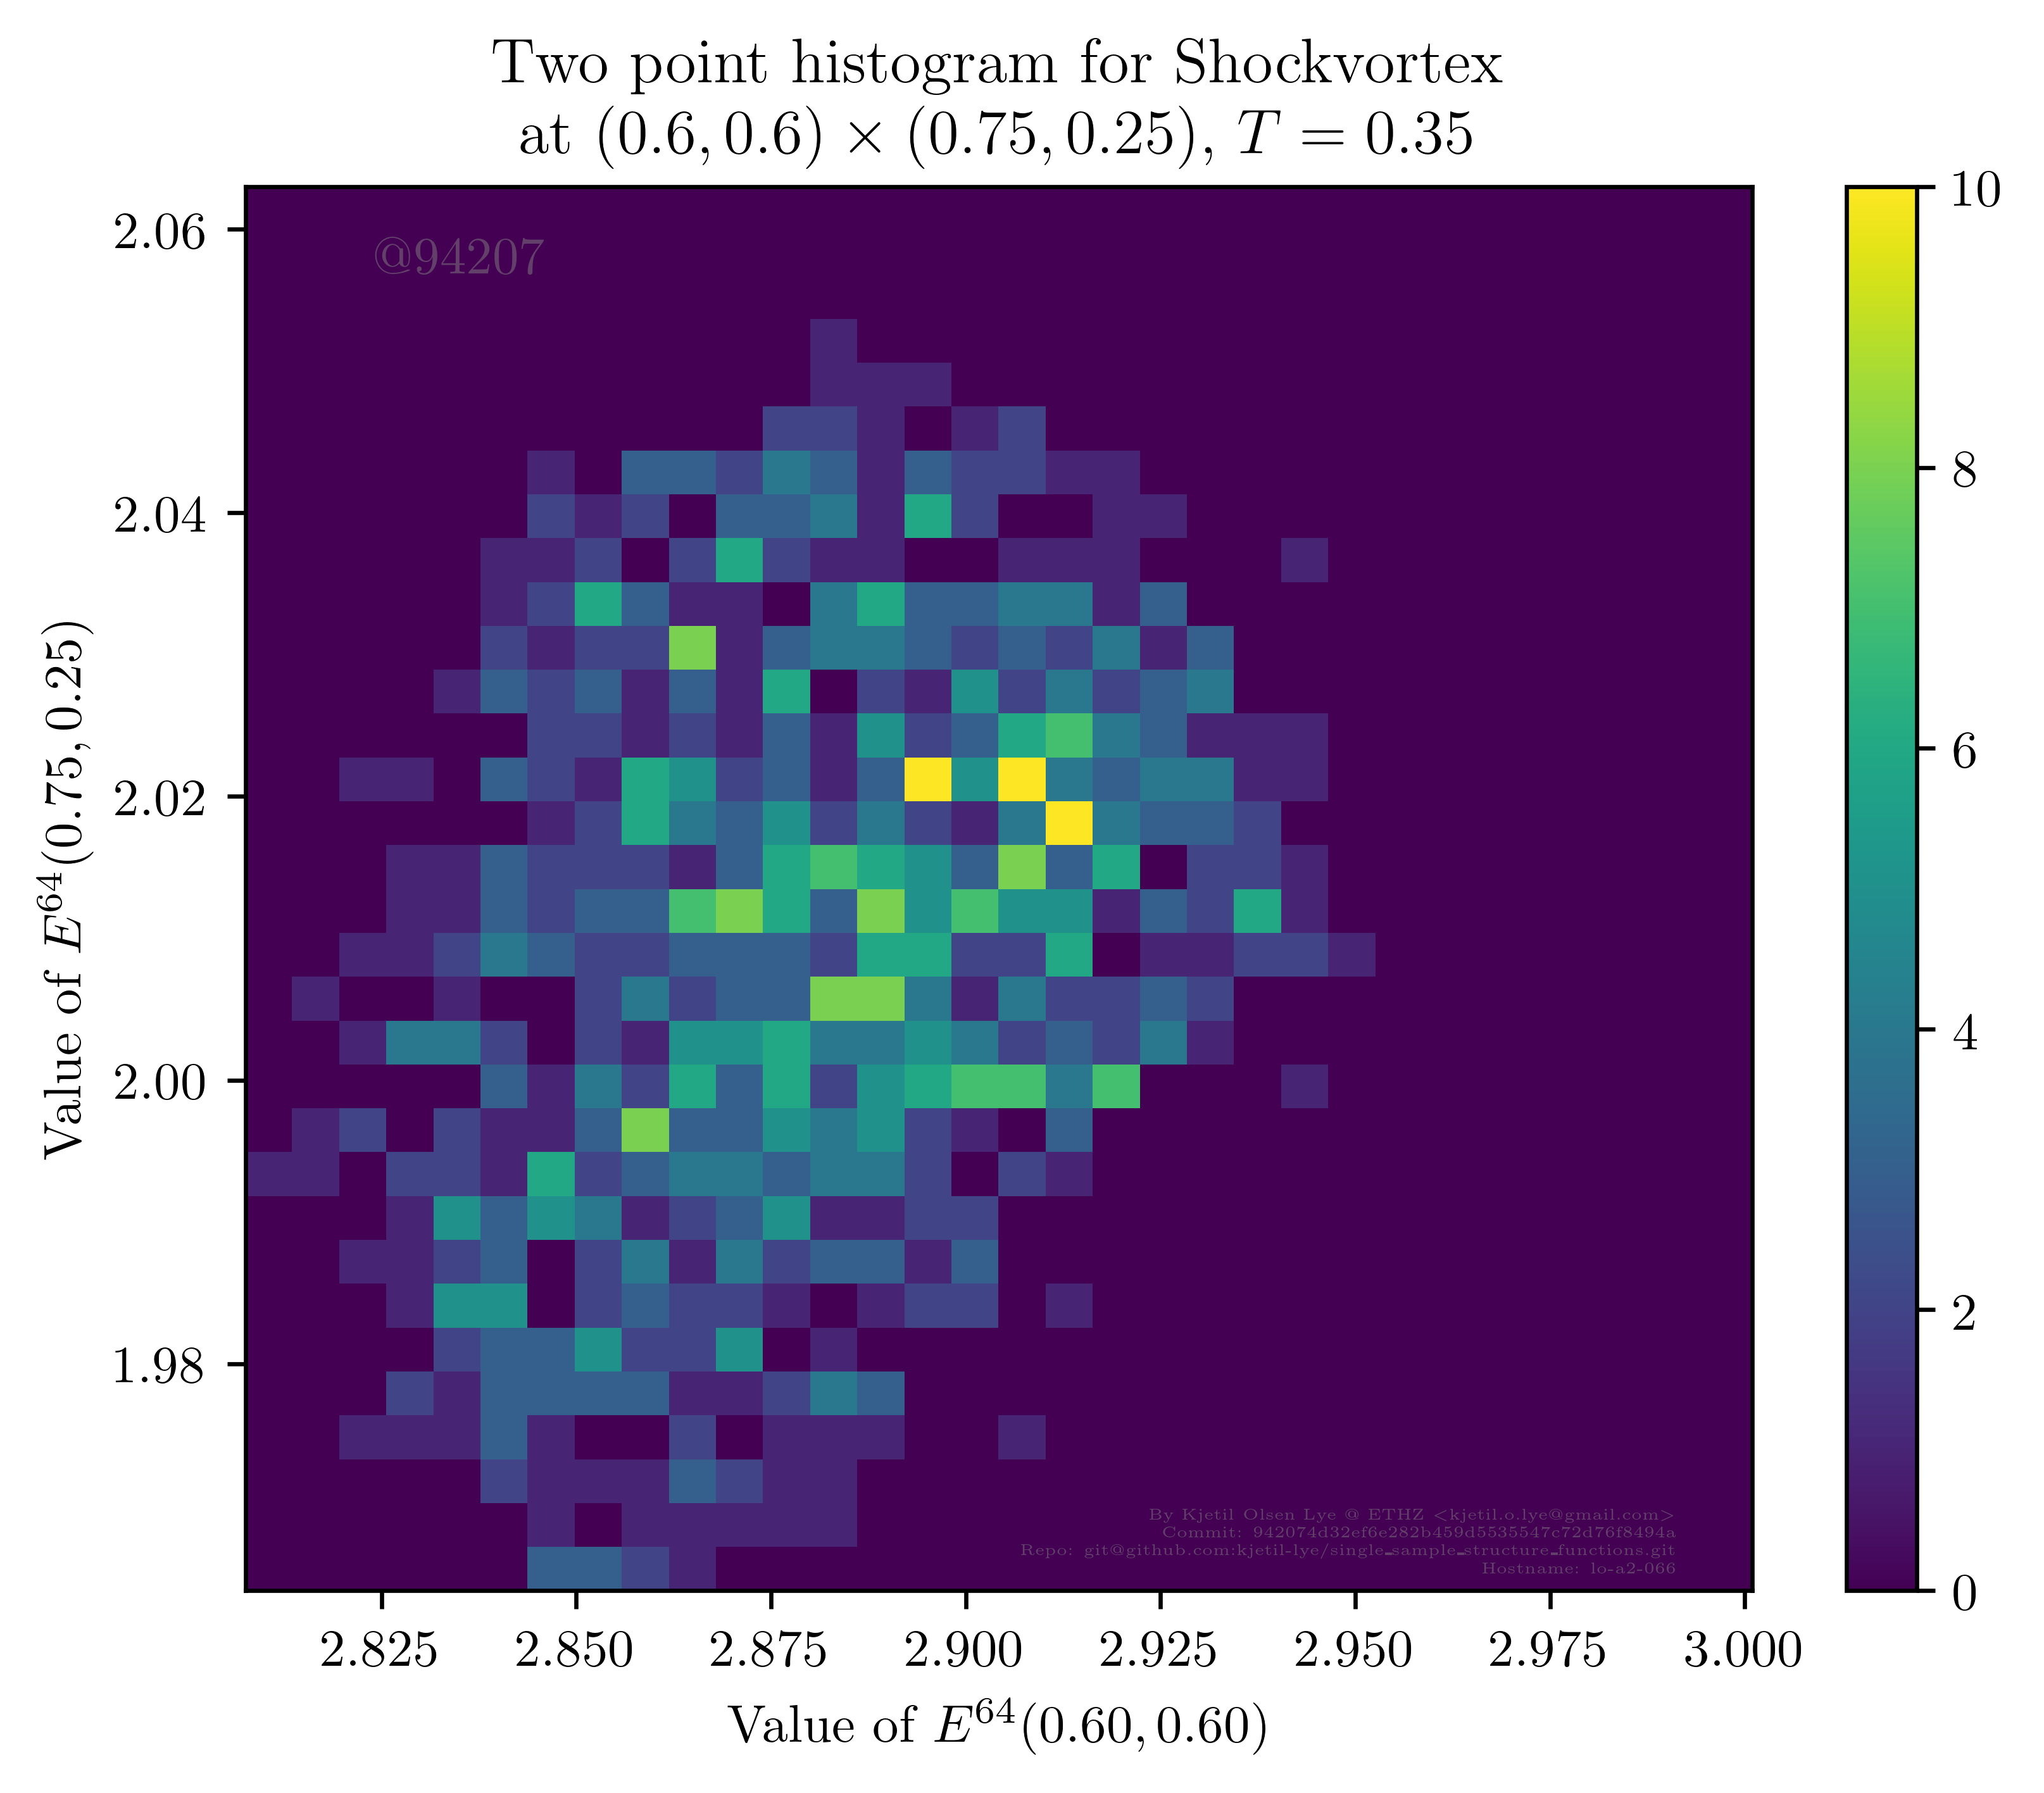 Two point histogram for Shockvortex
at (0.6, 0.6) × (0.75, 0.25), T = 0.35
@94207
2.06
2.04
2.02
2.00
1.98
Value of E^64(0.75, 0.25)
2.825
2.850
2.875
2.900
2.925
2.950
2.975
3.000
Value of E^64(0.60, 0.60)
10
8
6
4
2
0
By Kjetil Olsen Lye @ ETHZ <kjetil.o.lye@gmail.com>
Commit: 942074d32ef6e282b459d5535547c72d76f8494a
Repo: git@github.com:kjetil-lye/single_sample_structure_functions.git
Hostname: lo-a2-066